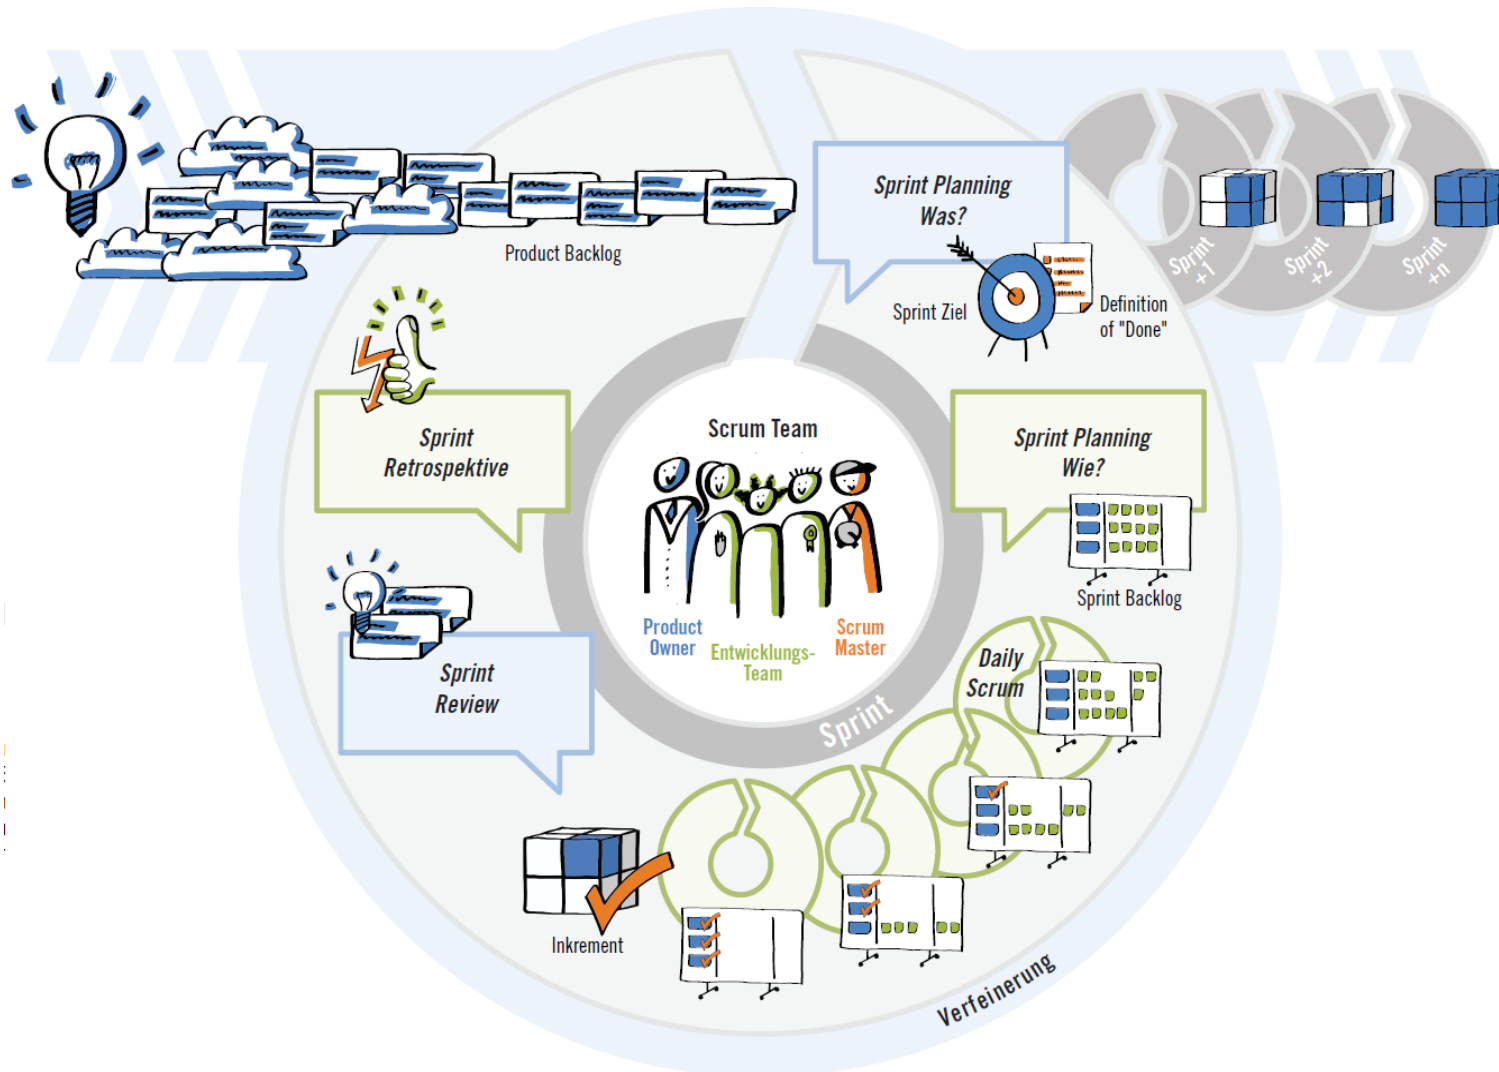 Product Backlog
Sprint Planning
Was?
Sprint Ziel
Definition
of "Done"
Sprint
+1
Sprint
+2
Sprint
+n
Sprint
Retrospektive
Scrum Team
Sprint Planning
Wie?
Sprint Backlog
Product
Owner
Entwicklungs-
Team
Scrum
Master
Daily
Scrum
Sprint
Review
Sprint
Inkrement
Verfeinerung